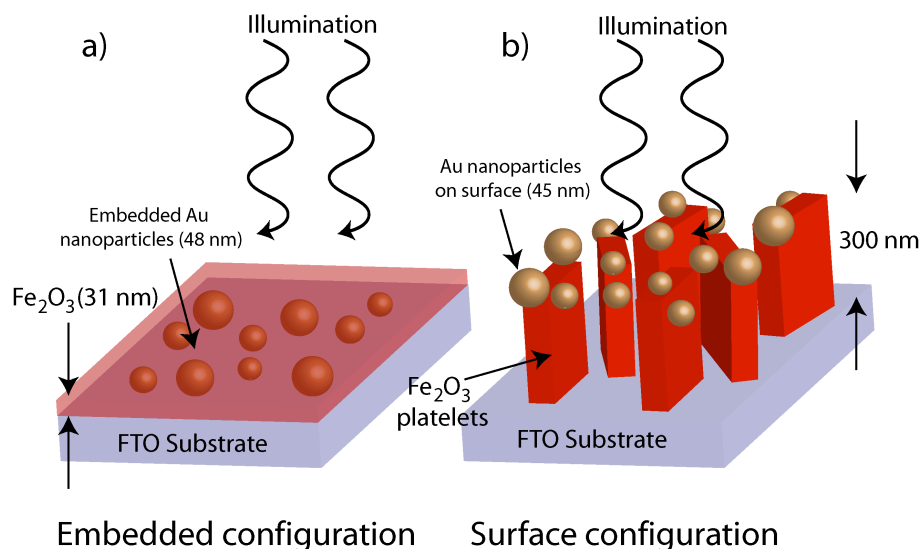 a)
Illumination
Embedded Au
nanoparticles (48 nm)
Fe₂O₃(31 nm)
FTO Substrate
Embedded configuration
b)
Illumination
Au nanoparticles
on surface (45 nm)
300 nm
Fe₂O₃
platelets
FTO Substrate
Surface configuration